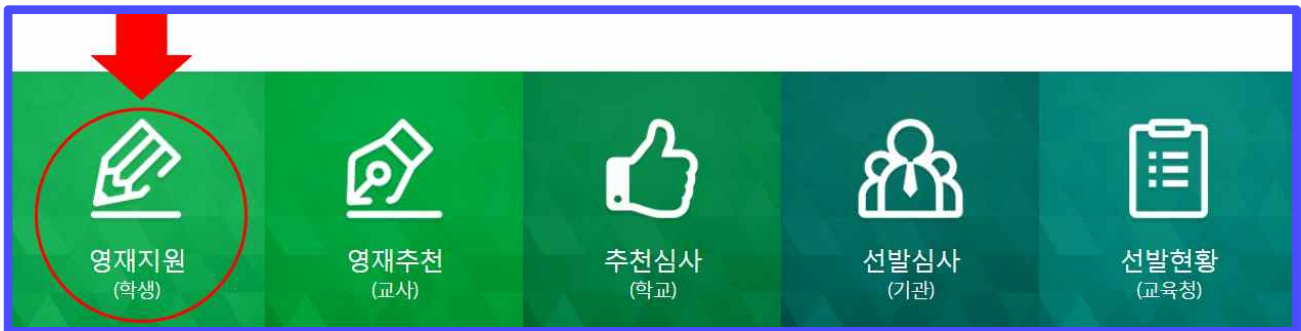 영재지원
(학생)
영재추천
(교사)
추천심사
(학교)
선발심사
(기관)
선발현황
(교육청)